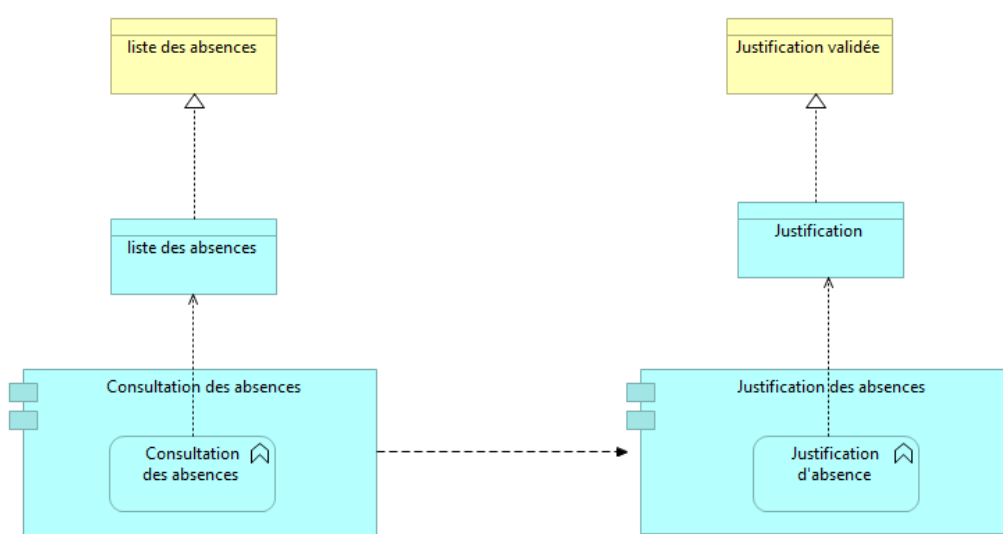 liste des absences
Justification validée
liste des absences
Justification
Consultation des absences
Justification des absences
Consultation
des absences
Justification
d'absence